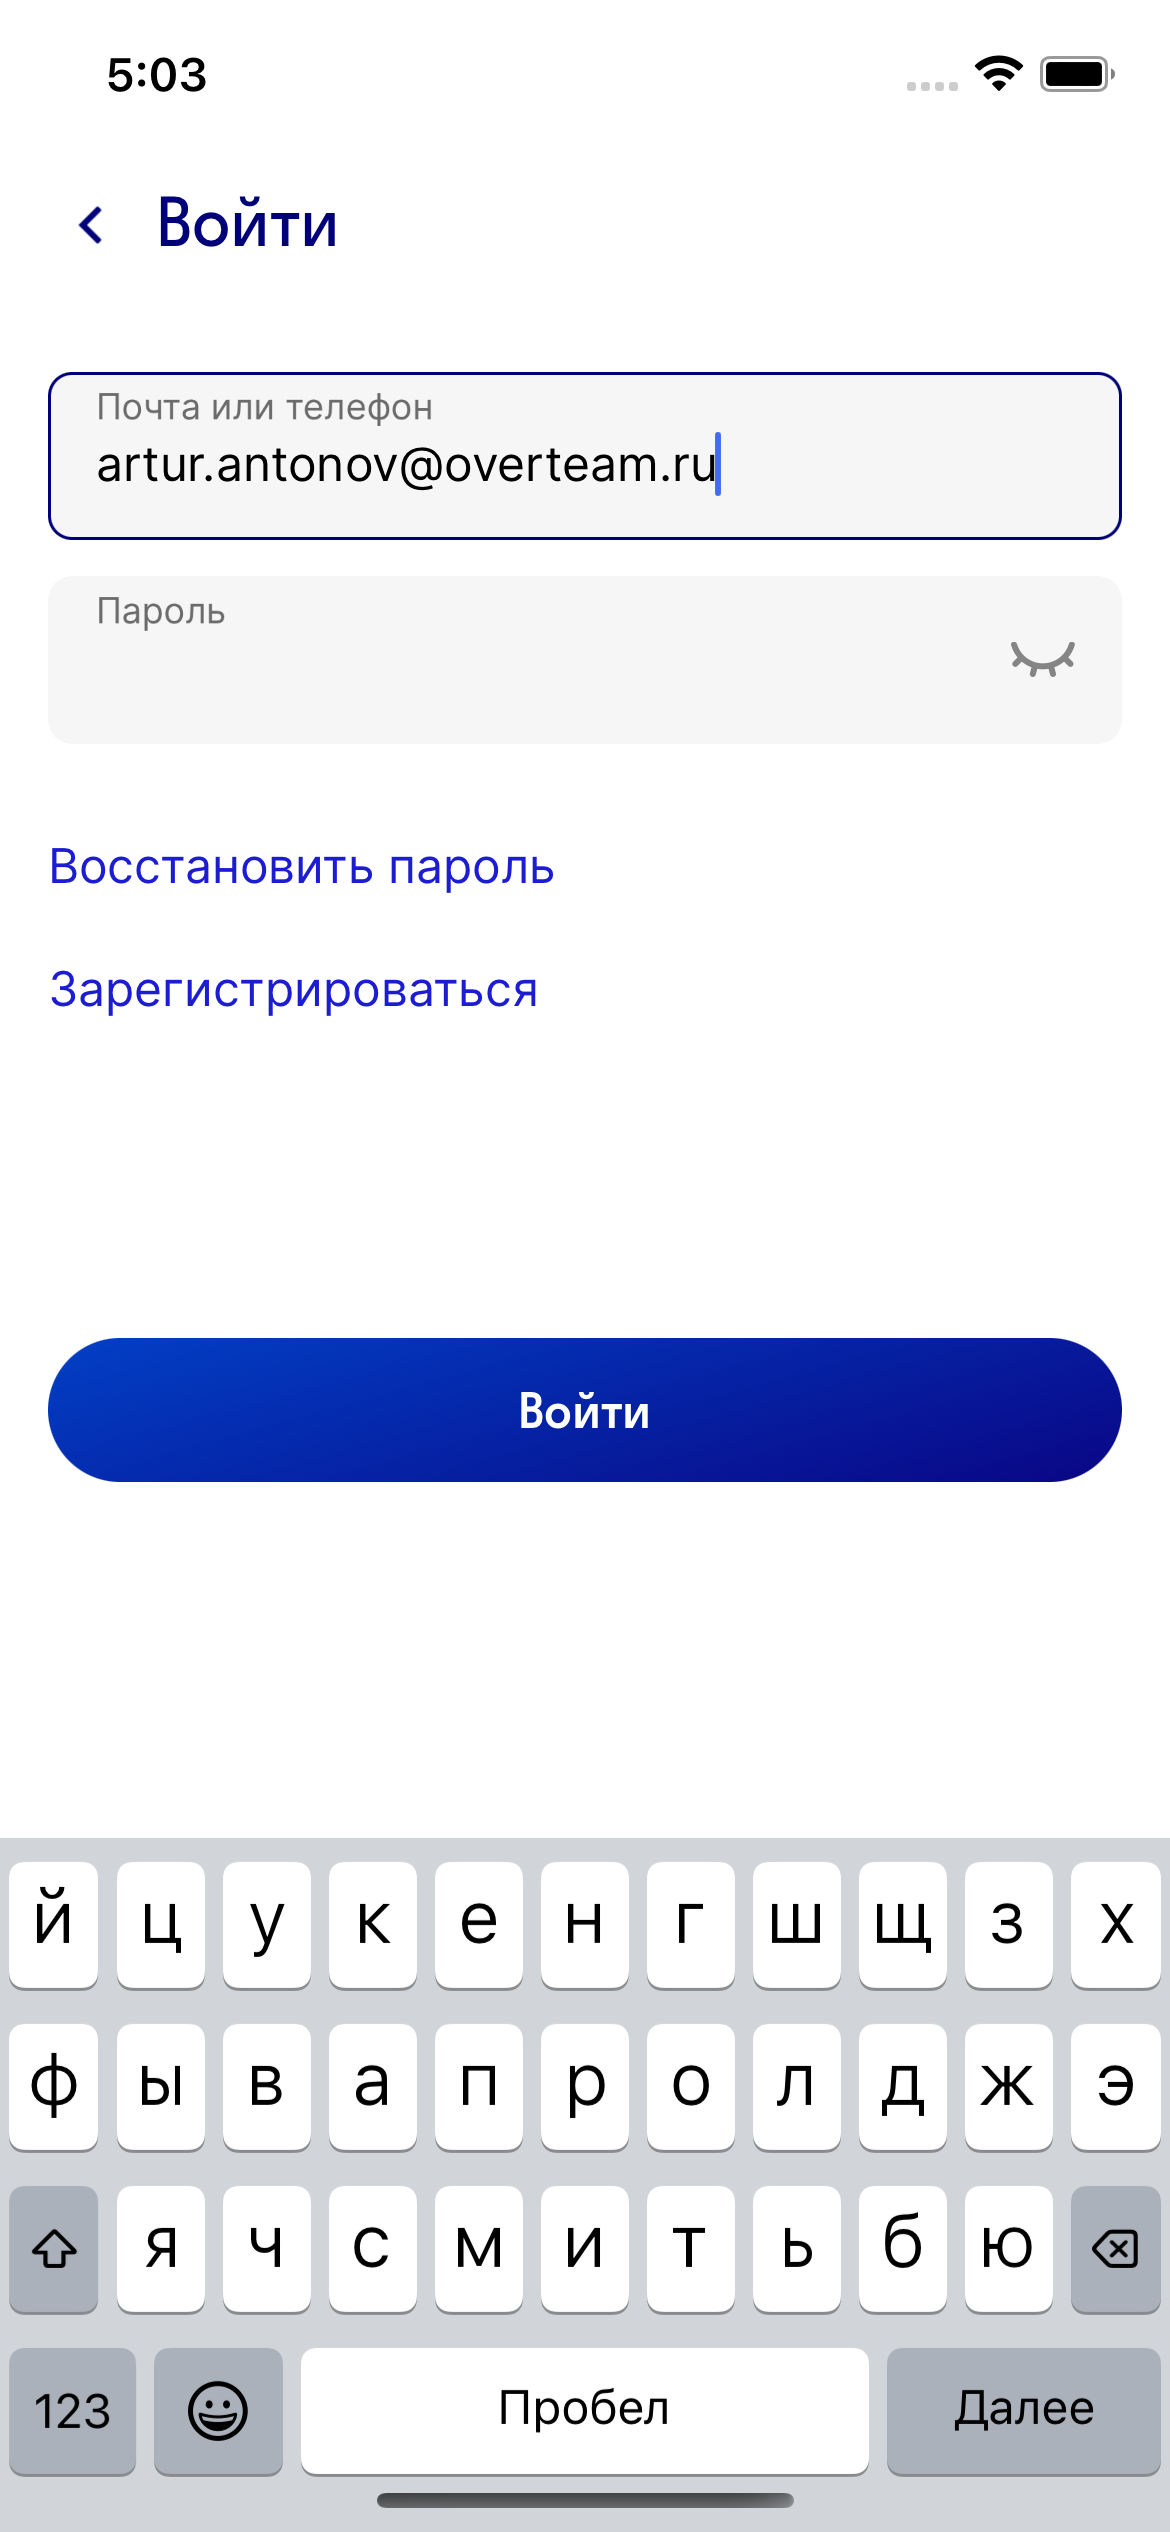 5:03
Войти
Почта или телефон
artur.antonov@overteam.ru
Пароль
Восстановить пароль
Зарегистрироваться
Войти
й ц у к е н г ш щ з х
ф ы в а п р о л д ж э
я ч с м и т ь б ю
123 Пробел Далее